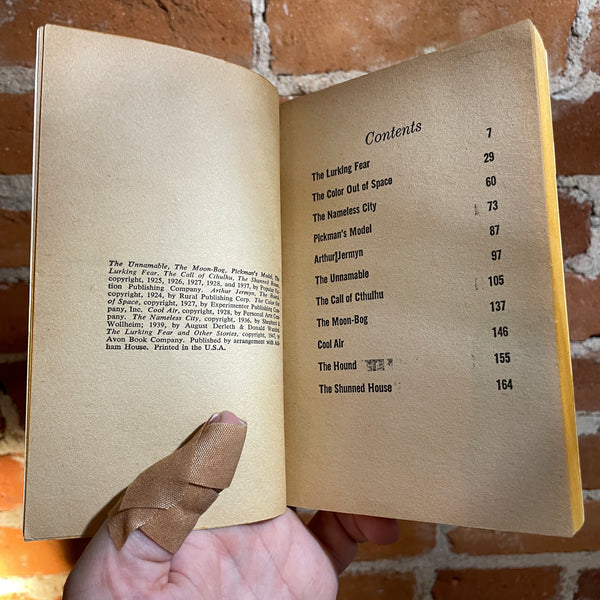 The Unnamable, The Moon-Bog, Pickman's Model, The
Lurking Fear, The Call of Cthulhu, The Shunned House,
copyright, 1925, 1926, 1927, 1928, and 1937, by Popular Fic-
tion Publishing Company. Arthur Jermyn, The Hound,
copyright, 1924, by Rural Publishing Corp. The Color Out
of Space, copyright, 1927, by Experimenter Publishing Com-
pany, Inc. Cool Air, copyright, 1928, by Personal Arts Com-
pany. The Nameless City, copyright, 1936, by Stephen &
Wollheim; 1939, by August Derleth & Donald
The Lurking Fear and Other Stories, copyright, 1947, by
Avon Book Company. Published by arrangement with Ark-
ham House. Printed in the U.S.A.
Contents
The Lurking Fear 7
The Color Out of Space 29
The Nameless City 60
Pickman's Model 73
Arthur Jermyn 87
The Unnamable 97
The Call of Cthulhu 105
The Moon-Bog 137
Cool Air 146
The Hound 155
The Shunned House 164